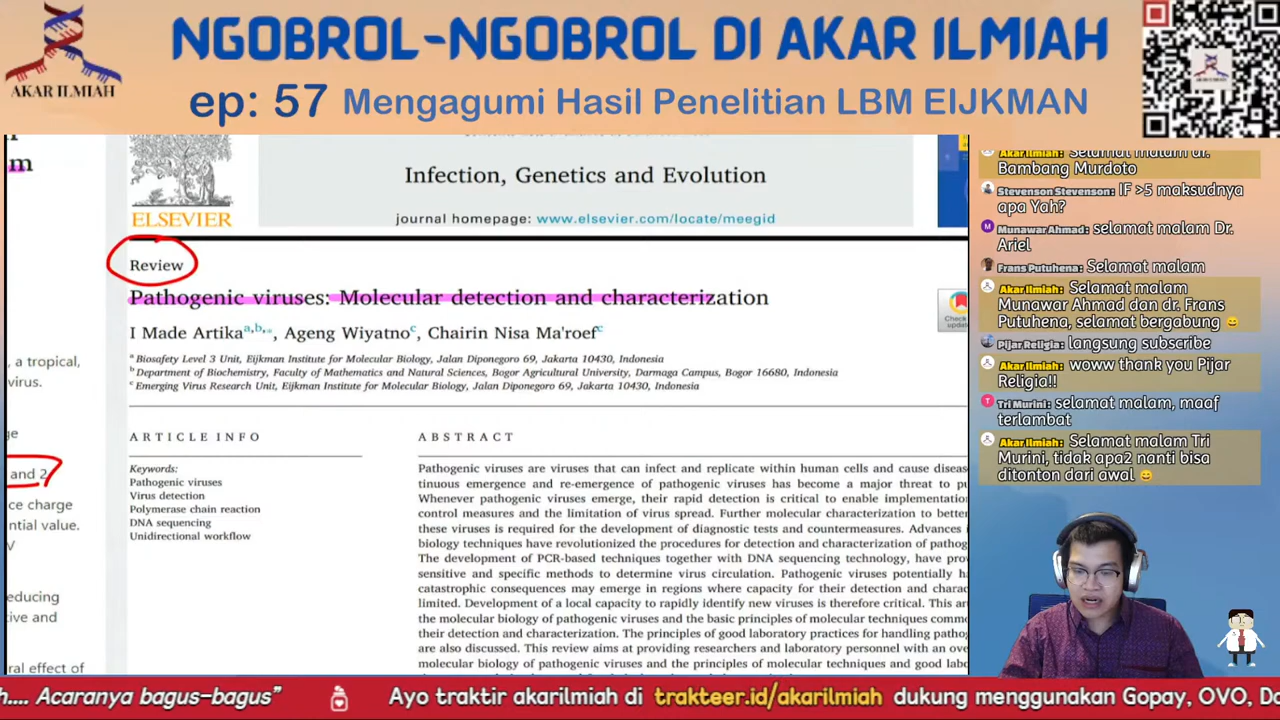 AKAR ILMIAH
NGOBROL-NGOBROL DI AKAR ILMIAH
ep: 57 Mengagumi Hasil Penelitian LBM EIJKMAN
m
, a tropical,
virus.
ge
and 2
ce charge
ntial value.
V
educing
ive and
ral effect of
ELSEVIER
Infection, Genetics and Evolution
journal homepage: www.elsevier.com/locate/meegid
Review
Pathogenic viruses: Molecular detection and characterization
I Made Artika a,b,*, Ageng Wiyatno c, Chairin Nisa Ma'roef c
a Biosafety Level 3 Unit, Eijkman Institute for Molecular Biology, Jalan Diponegoro 69, Jakarta 10430, Indonesia
b Department of Biochemistry, Faculty of Mathematics and Natural Sciences, Bogor Agricultural University, Darmaga Campus, Bogor 16680, Indonesia
c Emerging Virus Research Unit, Eijkman Institute for Molecular Biology, Jalan Diponegoro 69, Jakarta 10430, Indonesia
Check
upda
ARTICLE INFO
Keywords:
Pathogenic viruses
Virus detection
Polymerase chain reaction
DNA sequencing
Unidirectional workflow
ABSTRACT
Pathogenic viruses are viruses that can infect and replicate within human cells and cause disease
tinuous emergence and re-emergence of pathogenic viruses has become a major threat to pu
Whenever pathogenic viruses emerge, their rapid detection is critical to enable implementation
control measures and the limitation of virus spread. Further molecular characterization to better
these viruses is required for the development of diagnostic tests and countermeasures. Advances i
biology techniques have revolutionized the procedures for detection and characterization of pathog
The development of PCR-based techniques together with DNA sequencing technology, have prov
sensitive and specific methods to determine virus circulation. Pathogenic viruses potentially ha
catastrophic consequences may emerge in regions where capacity for their detection and charac
limited. Development of a local capacity to rapidly identify new viruses is therefore critical. This ar
the molecular biology of pathogenic viruses and the basic principles of molecular techniques commo
their detection and characterization. The principles of good laboratory practices for handling patho
are also discussed. This review aims at providing researchers and laboratory personnel with an ove
molecular biology of pathogenic viruses and the principles of molecular techniques and good labo
Akar Ilmiah: Selamat malam dr.
Bambang Murdoto
Stevenson Stevenson: IF >5 maksudnya
apa Yah?
Munawar Ahmad: selamat malam Dr.
Ariel
Frans Putuhena: Selamat malam
Akar Ilmiah: Selamat malam
Munawar Ahmad dan dr. Frans
Putuhena, selamat bergabung
Pijar Religia: langsung subscribe
Akar Ilmiah: woww thank you Pijar
Religia!!
T Tri Murini: selamat malam, maaf
terlambat
Akar Ilmiah: Selamat malam Tri
Murini, tidak apa2 nanti bisa
ditonton dari awal
h.... Acaranya bagus-bagus" Ayo traktir akarilmiah di trakteer.id/akarilmiah dukung menggunakan Gopay, OVO, Da